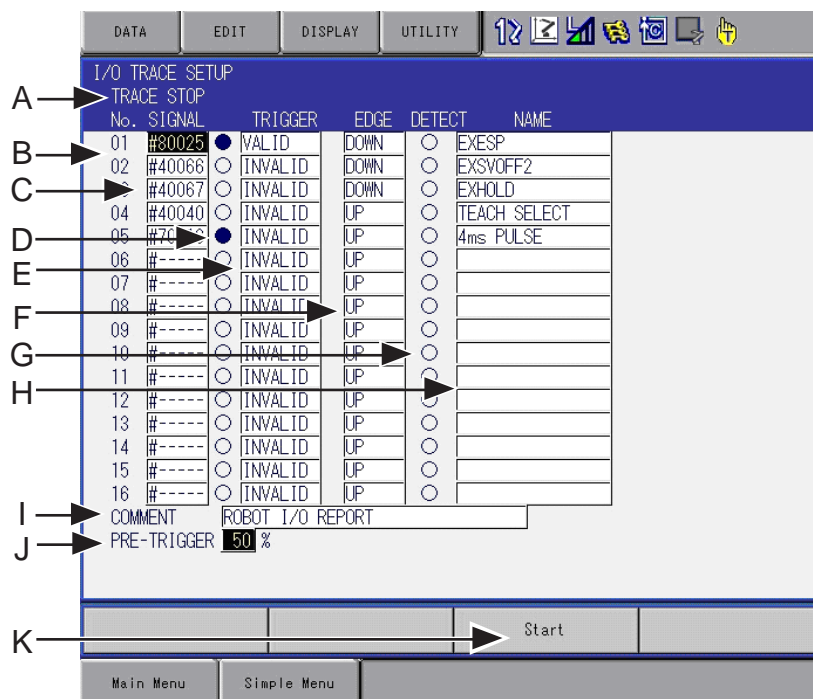 DATA EDIT DISPLAY UTILITY
I/O TRACE SETUP
A TRACE STOP
No. SIGNAL TRIGGER EDGE DETECT NAME
01 #80025 VALID DOWN EXESP
B
02 #40066 INVALID DOWN EXSVOFF2
C #40067 INVALID DOWN EXHOLD
04 #40040 INVALID UP TEACH SELECT
D 05 INVALID UP 4ms PULSE
06 #----- INVALID UP
E
07 #----- INVALID UP
08 #----- INVALID UP
F
09 #----- INVALID UP
G
10 #----- INVALID UP
11 #----- INVALID UP
H
12 #----- INVALID UP
13 #----- INVALID UP
14 #----- INVALID UP
15 #----- INVALID UP
16 #----- INVALID UP
I COMMENT ROBOT I/O REPORT
J PRE-TRIGGER 50 %
K Start
Main Menu Simple Menu